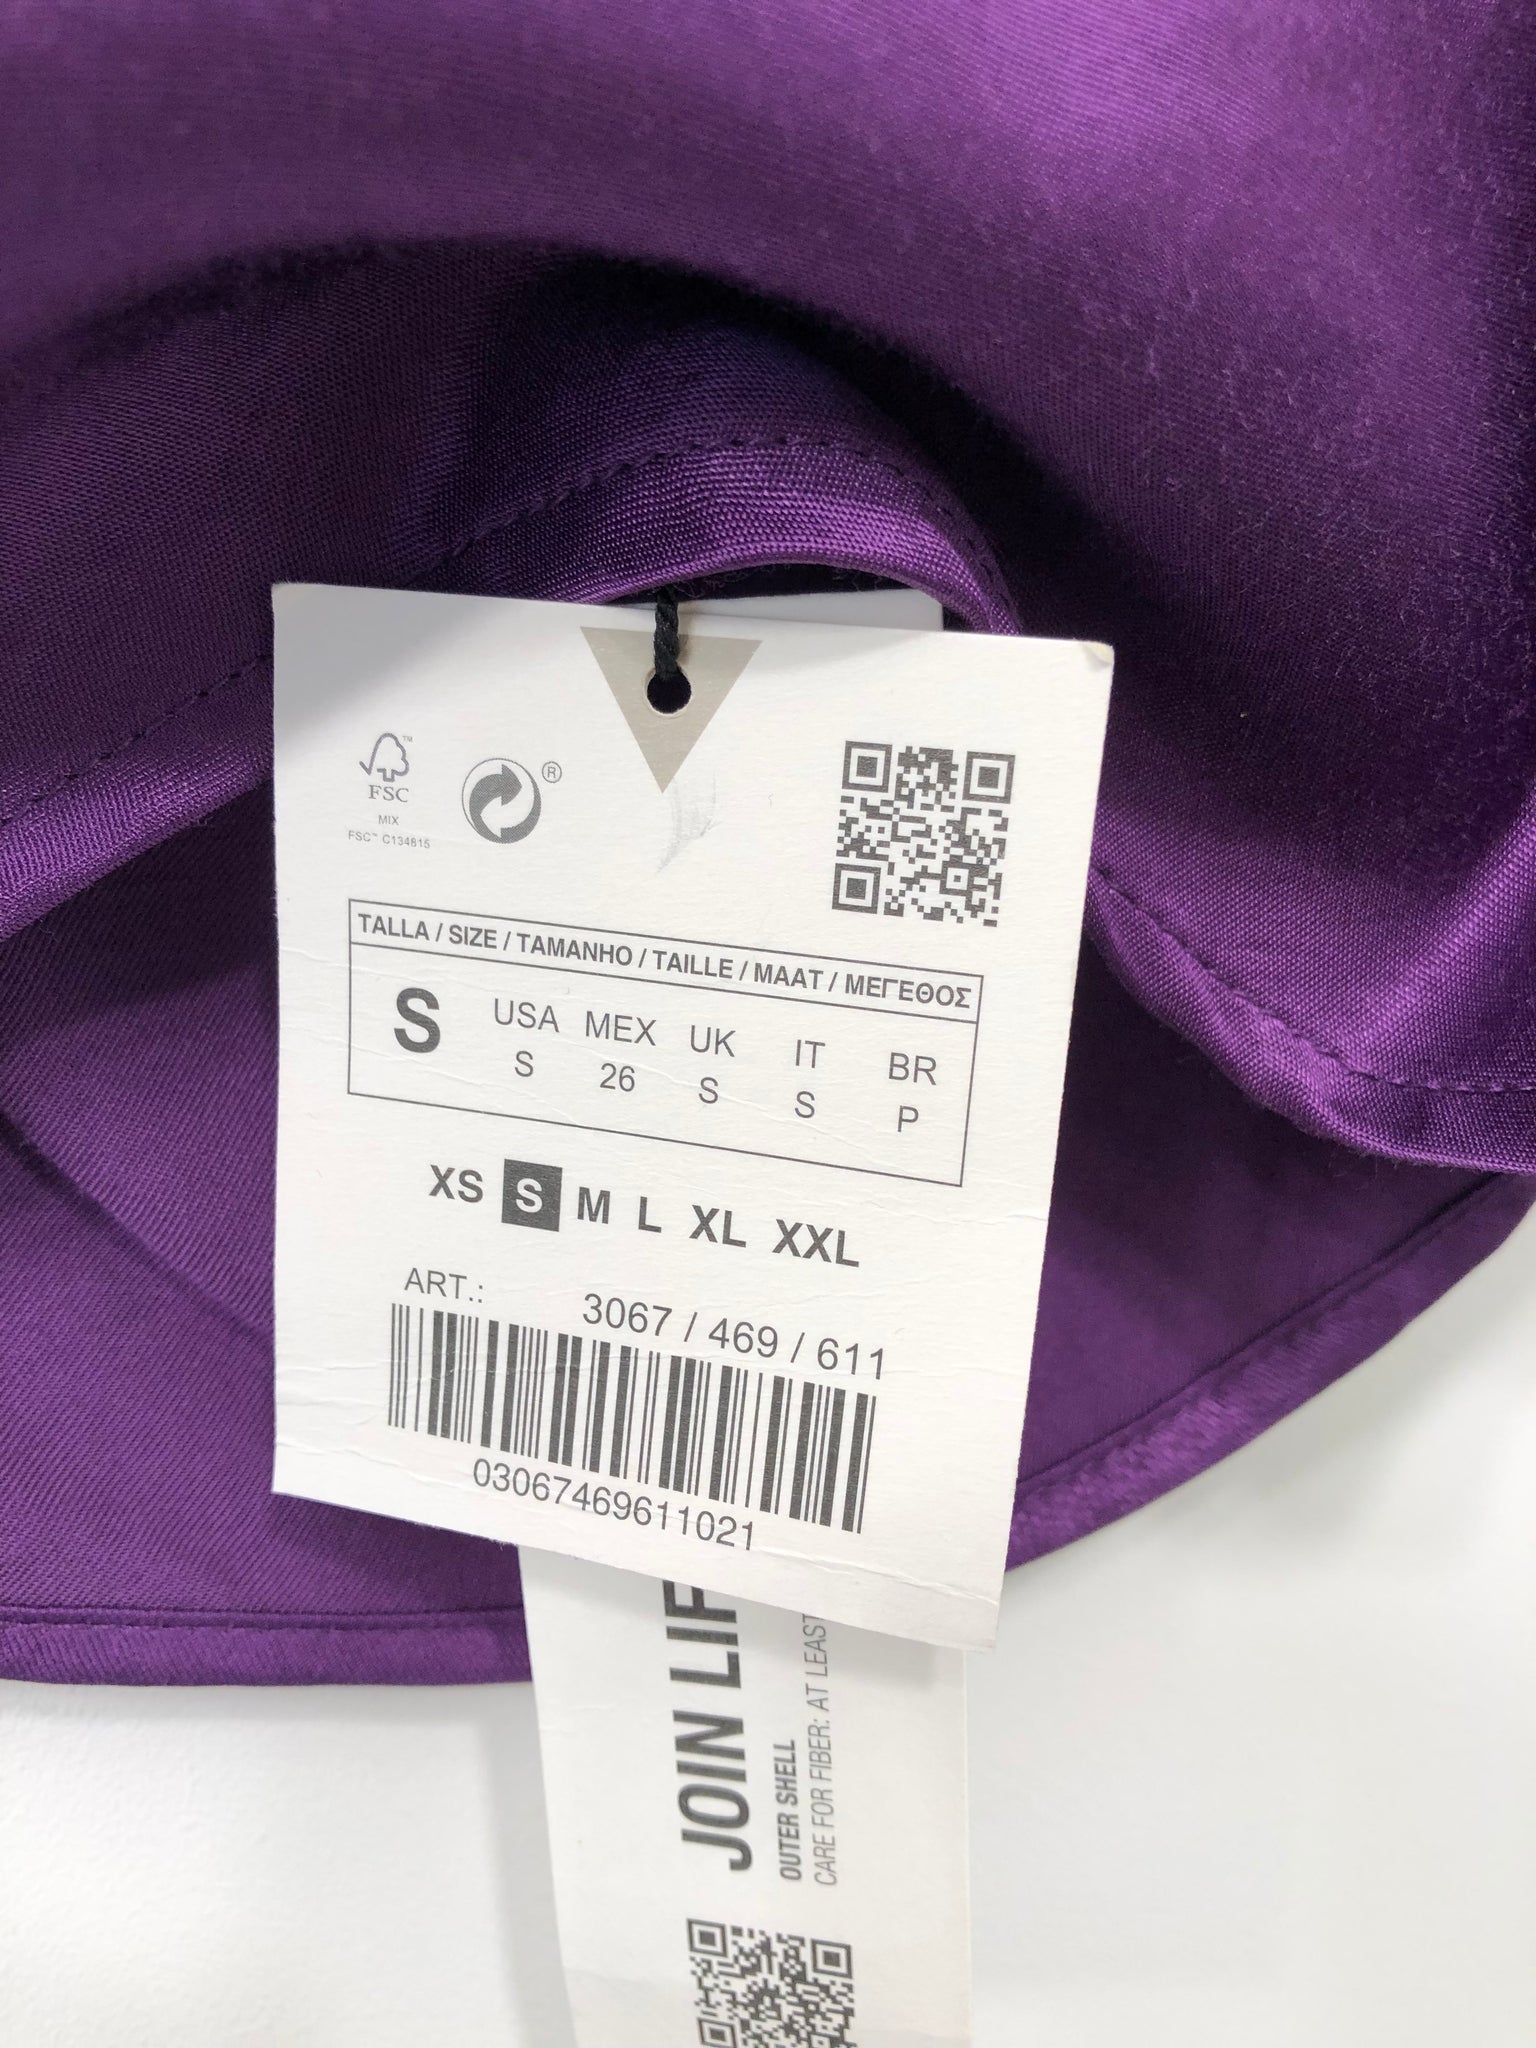 FSC™
MIX
FSC™ C134815
®
TALLA / SIZE / TAMANHO / TAILLE / MAAT / ΜΕΓΕΘΟΣ
S USA MEX UK IT BR
S 26 S S P
XS S M L XL XXL
ART.: 3067 / 469 / 611
03067469611021
JOIN LIF
OUTER SHELL
CARE FOR FIBER: AT LEAST